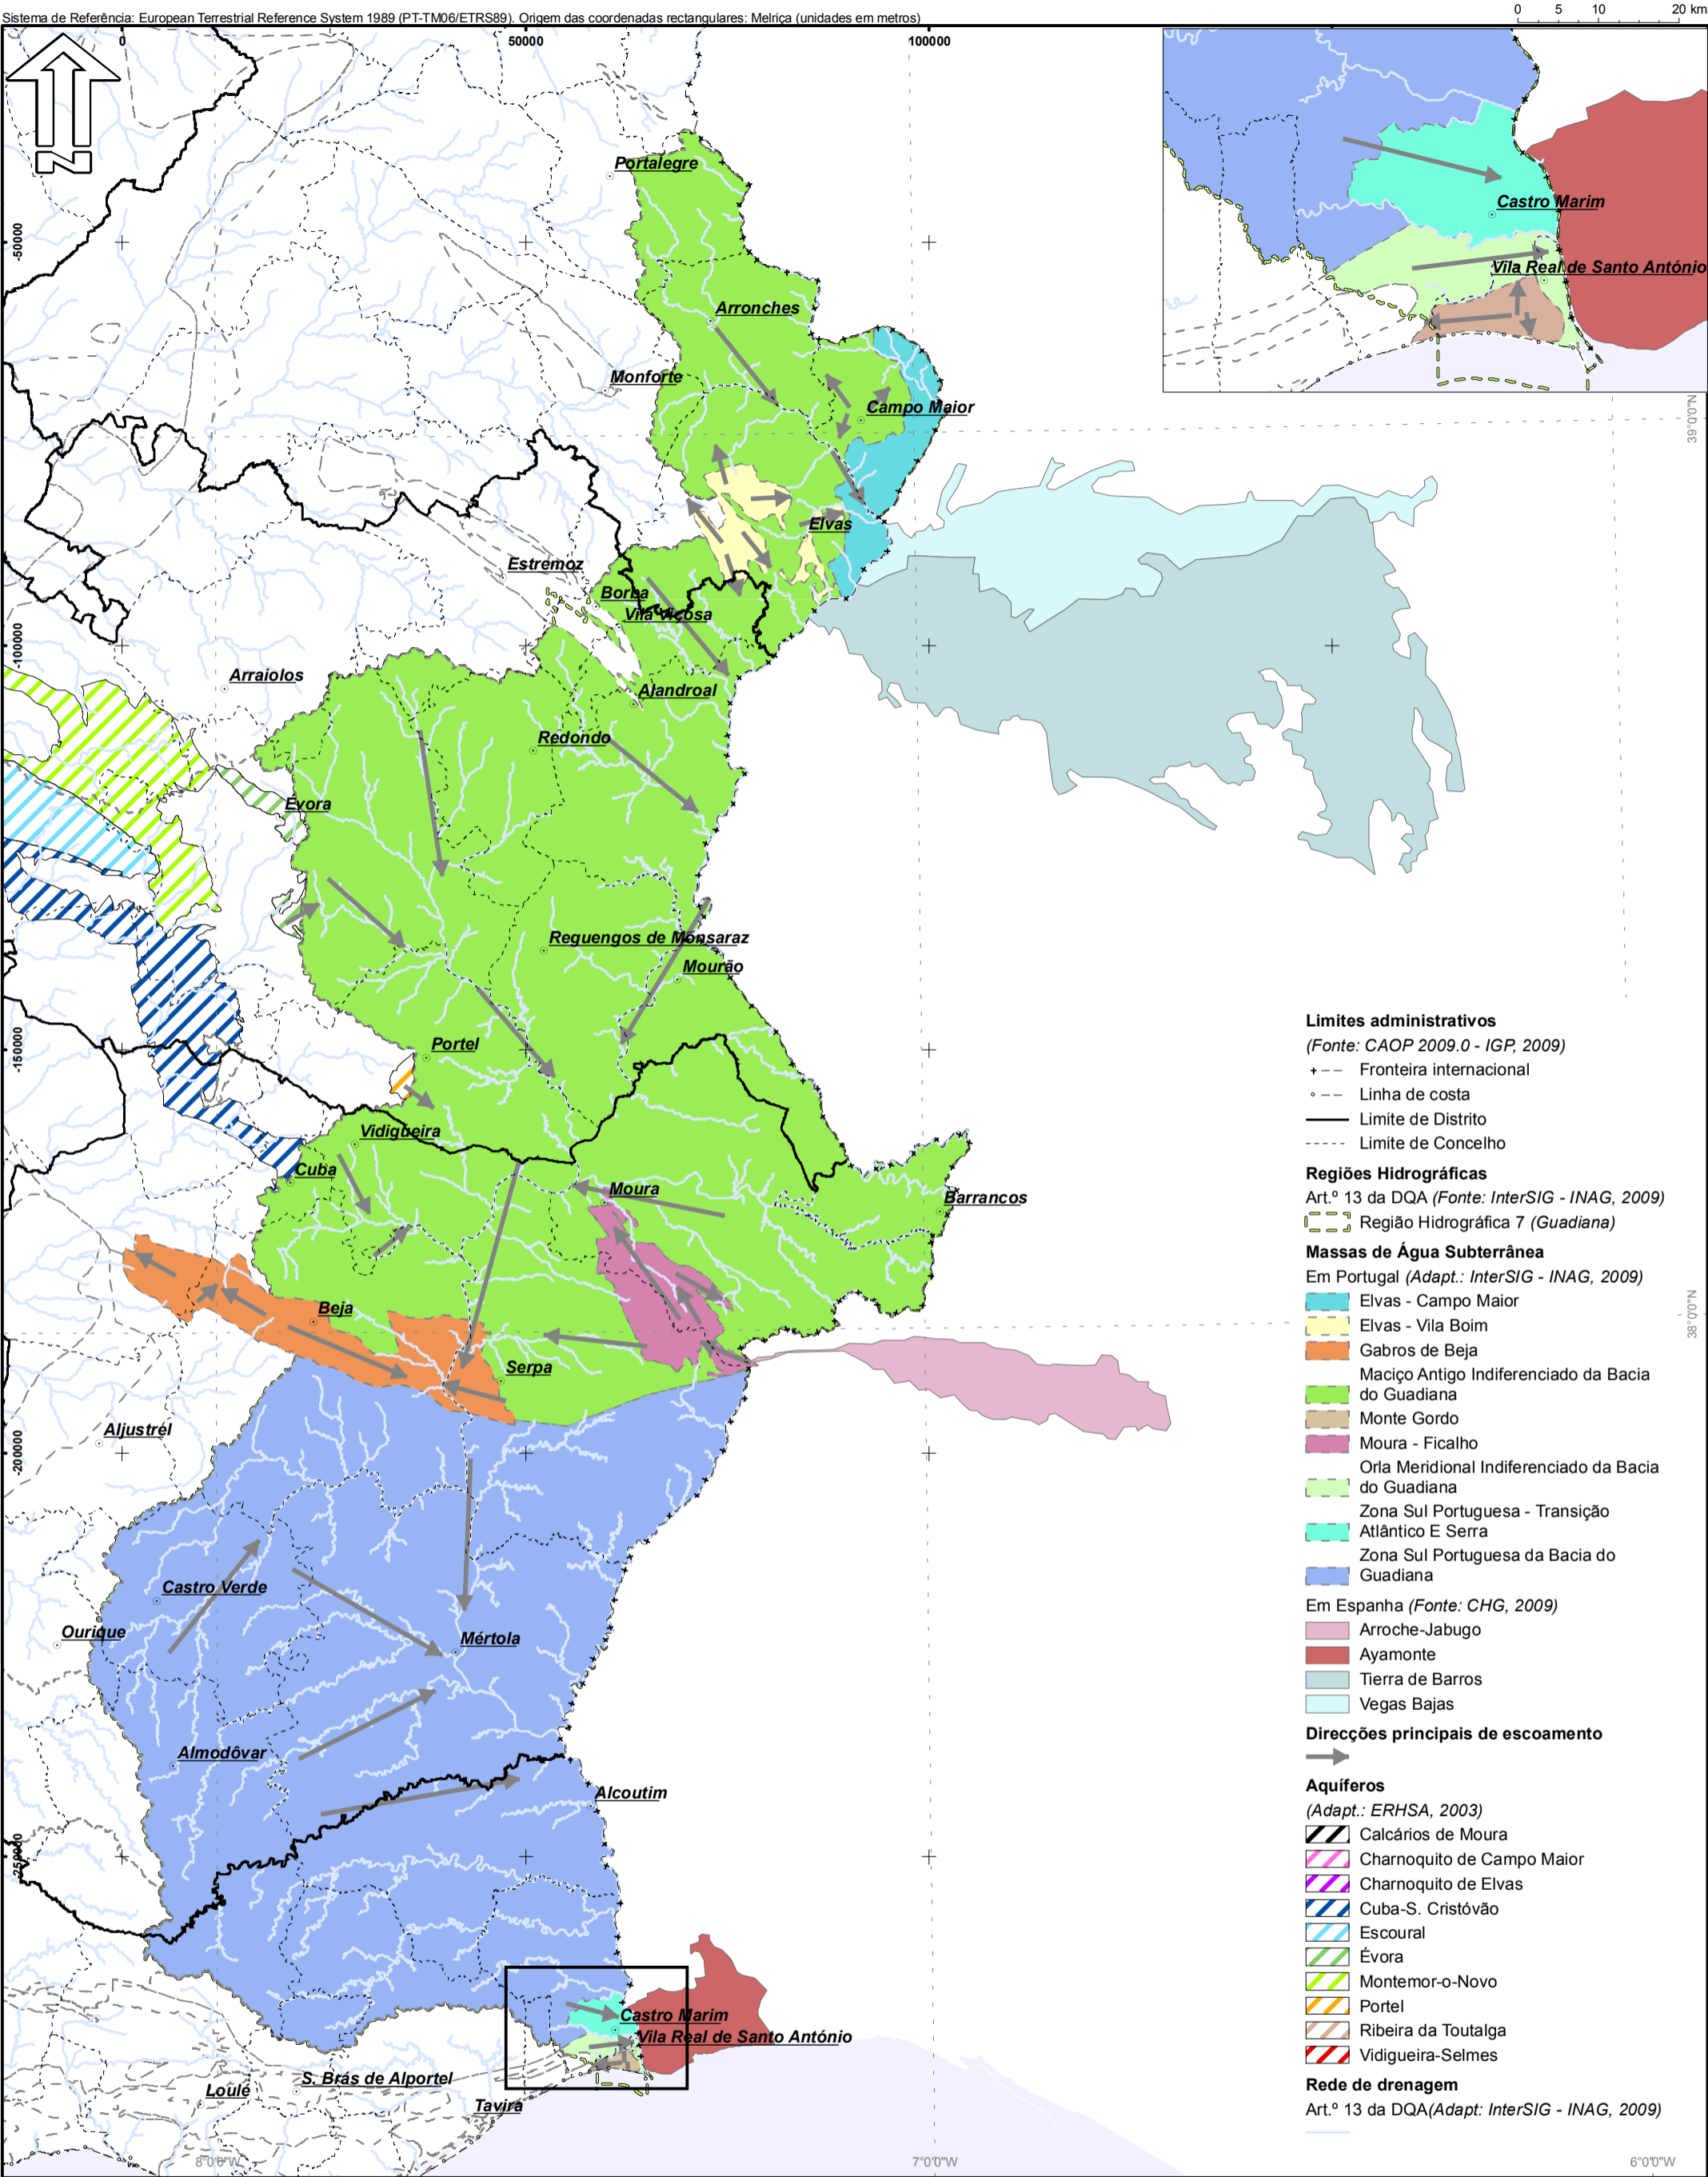 Sistema de Referência: European Terrestrial Reference System 1989 (PT-TM06/ETRS89). Origem das coordenadas rectangulares: Melriça (unidades em metros)
0 5 10 20 km
0 50000 100000
N
Castro Marim
Vila Real de Santo António
Portalegre
-50000
Arronches
Monforte
Campo Maior
39°0'0"N
Elvas
Estremoz
Borba
Vila Viçosa
-100000
Arraiolos
Alandroal
Redondo
Évora
Reguengos de Monsaraz
Mourão
-150000
Portel
Vidigueira
Cuba
Moura
Barrancos
Beja
38°0'0"N
Serpa
Aljustrel
-200000
Castro Verde
Ourique
Mértola
Almodôvar
Alcoutim
-250000
Castro Marim
Vila Real de Santo António
S. Brás de Alportel
Loulé
Tavira
8°0'0"W
7°0'0"W
6°0'0"W
Limites administrativos
(Fonte: CAOP 2009.0 - IGP, 2009)
Fronteira internacional
Linha de costa
Limite de Distrito
Limite de Concelho
Regiões Hidrográficas
Art.º 13 da DQA (Fonte: InterSIG - INAG, 2009)
Região Hidrográfica 7 (Guadiana)
Massas de Água Subterrânea
Em Portugal (Adapt.: InterSIG - INAG, 2009)
Elvas - Campo Maior
Elvas - Vila Boim
Gabros de Beja
Maciço Antigo Indiferenciado da Bacia
do Guadiana
Monte Gordo
Moura - Ficalho
Orla Meridional Indiferenciado da Bacia
do Guadiana
Zona Sul Portuguesa - Transição
Atlântico E Serra
Zona Sul Portuguesa da Bacia do
Guadiana
Em Espanha (Fonte: CHG, 2009)
Arroche-Jabugo
Ayamonte
Tierra de Barros
Vegas Bajas
Direcções principais de escoamento
Aquíferos
(Adapt.: ERHSA, 2003)
Calcários de Moura
Charnoquito de Campo Maior
Charnoquito de Elvas
Cuba-S. Cristóvão
Escoural
Évora
Montemor-o-Novo
Portel
Ribeira da Toutalga
Vidigueira-Selmes
Rede de drenagem
Art.º 13 da DQA(Adapt: InterSIG - INAG, 2009)